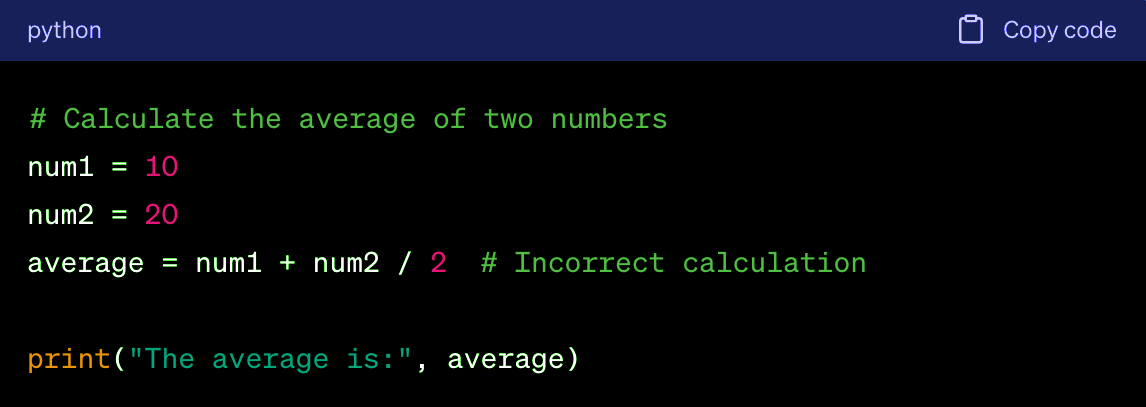 python
Copy code
# Calculate the average of two numbers
num1 = 10
num2 = 20
average = num1 + num2 / 2  # Incorrect calculation
print("The average is:", average)